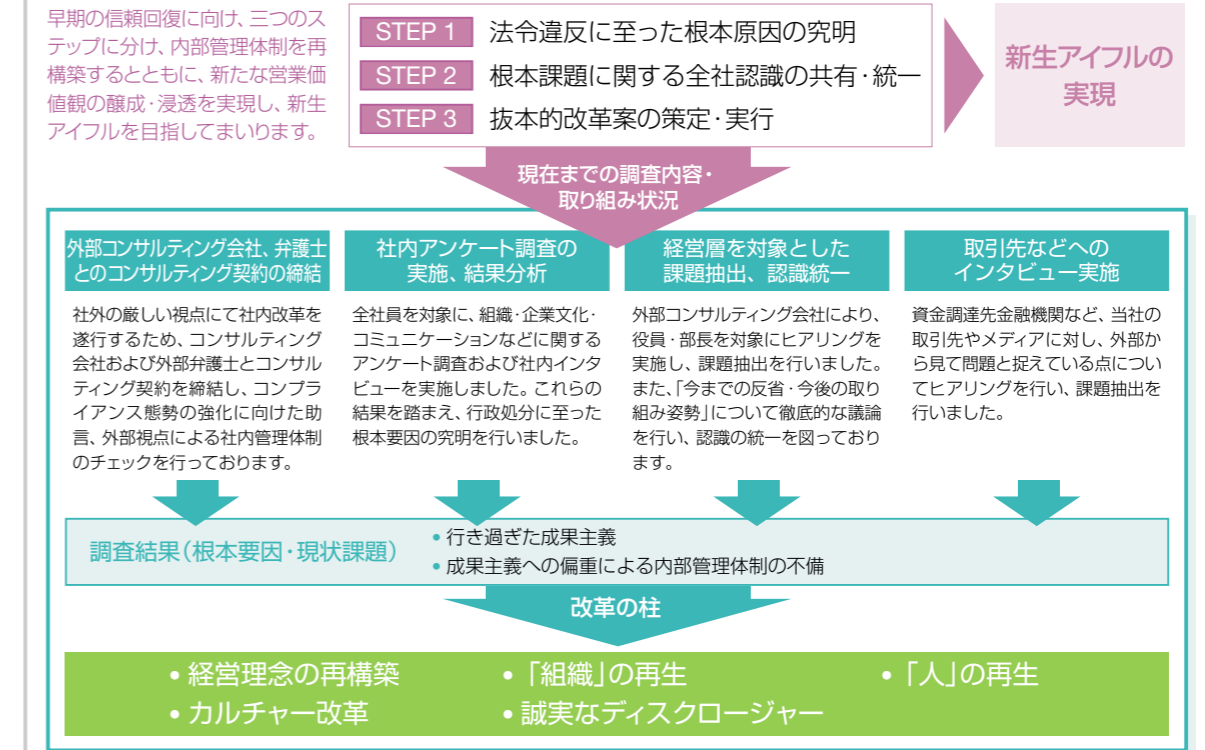 早期の信頼回復に向け、三つのス
テップに分け、内部管理体制を再
構築するとともに、新たな営業価
値観の醸成・浸透を実現し、新生
アイフルを目指してまいります。
STEP 1 法令違反に至った根本原因の究明
STEP 2 根本課題に関する全社認識の共有・統一
STEP 3 抜本的改革案の策定・実行
新生アイフルの
実現
現在までの調査内容・
取り組み状況
外部コンサルティング会社、弁護士
とのコンサルティング契約の締結
社外の厳しい視点にて社内改革を
遂行するため、コンサルティング
会社および外部弁護士とコンサル
ティング契約を締結し、コンプラ
イアンス態勢の強化に向けた助
言、外部視点による社内管理体制
のチェックを行っております。
社内アンケート調査の
実施、結果分析
全社員を対象に、組織・企業文化・
コミュニケーションなどに関する
アンケート調査および社内インタ
ビューを実施しました。これらの
結果を踏まえ、行政処分に至った
根本要因の究明を行いました。
経営層を対象とした
課題抽出、認識統一
外部コンサルティング会社により、
役員・部長を対象にヒアリングを
実施し、課題抽出を行いました。
また、「今までの反省・今後の取り
組み姿勢」について徹底的な議論
を行い、認識の統一を図っており
ます。
取引先などへの
インタビュー実施
資金調達先金融機関など、当社の
取引先やメディアに対し、外部か
ら見て問題と捉えている点につい
てヒアリングを行い、課題抽出を
行いました。
調査結果（根本要因・現状課題）
• 行き過ぎた成果主義
• 成果主義への偏重による内部管理体制の不備
改革の柱
• 経営理念の再構築
• 「組織」の再生
• 「人」の再生
• カルチャー改革
• 誠実なディスクロージャー